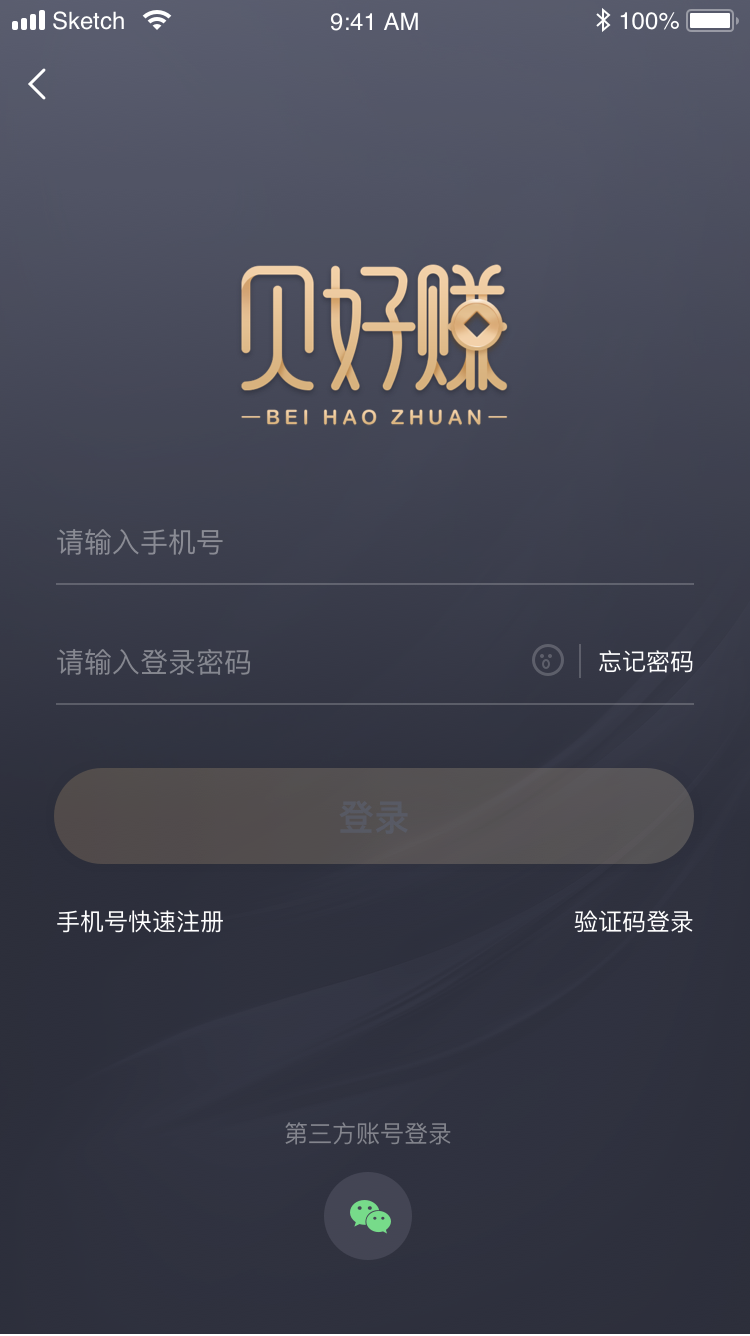 Sketch 9:41 AM 100%
贝好赚
BEI HAO ZHUAN
请输入手机号
请输入登录密码 忘记密码
登录
手机号快速注册 验证码登录
第三方账号登录